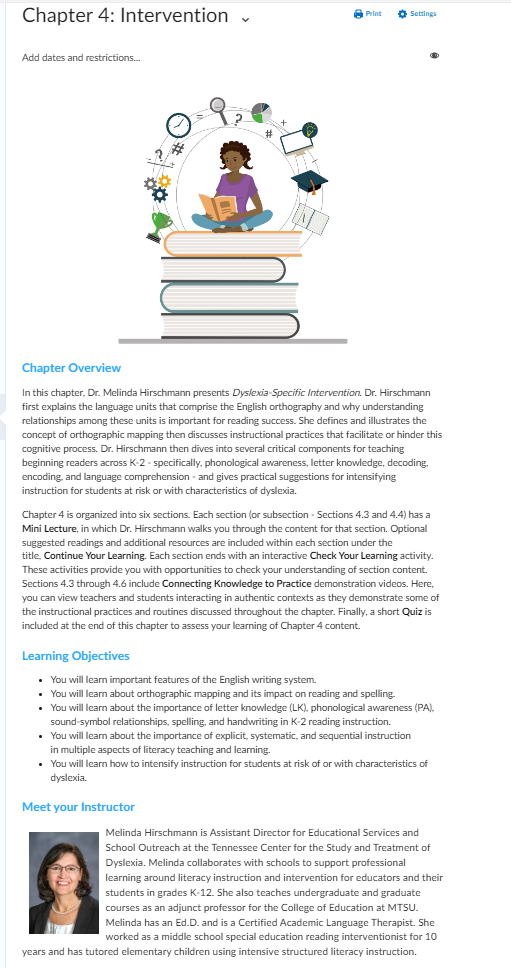 Chapter 4: Intervention
Print Settings
Add dates and restrictions...
?
=
?
#
+
#
Chapter Overview
In this chapter, Dr. Melinda Hirschmann presents Dyslexia-Specific Intervention. Dr. Hirschmann
first explains the language units that comprise the English orthography and why understanding
relationships among these units is important for reading success. She defines and illustrates the
concept of orthographic mapping then discusses instructional practices that facilitate or hinder this
cognitive process. Dr. Hirschmann then dives into several critical components for teaching
beginning readers across K-2 - specifically, phonological awareness, letter knowledge, decoding,
encoding, and language comprehension - and gives practical suggestions for intensifying
instruction for students at risk or with characteristics of dyslexia.
Chapter 4 is organized into six sections. Each section (or subsection - Sections 4.3 and 4.4) has a
Mini Lecture, in which Dr. Hirschmann walks you through the content for that section. Optional
suggested readings and additional resources are included within each section under the
title, Continue Your Learning. Each section ends with an interactive Check Your Learning activity.
These activities provide you with opportunities to check your understanding of section content.
Sections 4.3 through 4.6 include Connecting Knowledge to Practice demonstration videos. Here,
you can view teachers and students interacting in authentic contexts as they demonstrate some of
the instructional practices and routines discussed throughout the chapter. Finally, a short Quiz is
included at the end of this chapter to assess your learning of Chapter 4 content.
Learning Objectives
• You will learn important features of the English writing system.
• You will learn about orthographic mapping and its impact on reading and spelling.
• You will learn about the importance of letter knowledge (LK), phonological awareness (PA),
sound-symbol relationships, spelling, and handwriting in K-2 reading instruction.
• You will learn about the importance of explicit, systematic, and sequential instruction
in multiple aspects of literacy teaching and learning.
• You will learn how to intensify instruction for students at risk of or with characteristics of
dyslexia.
Meet your Instructor
Melinda Hirschmann is Assistant Director for Educational Services and
School Outreach at the Tennessee Center for the Study and Treatment of
Dyslexia. Melinda collaborates with schools to support professional
learning around literacy instruction and intervention for educators and their
students in grades K-12. She also teaches undergraduate and graduate
courses as an adjunct professor for the College of Education at MTSU.
Melinda has an Ed.D. and is a Certified Academic Language Therapist. She
worked as a middle school special education reading interventionist for 10
years and has tutored elementary children using intensive structured literacy instruction.